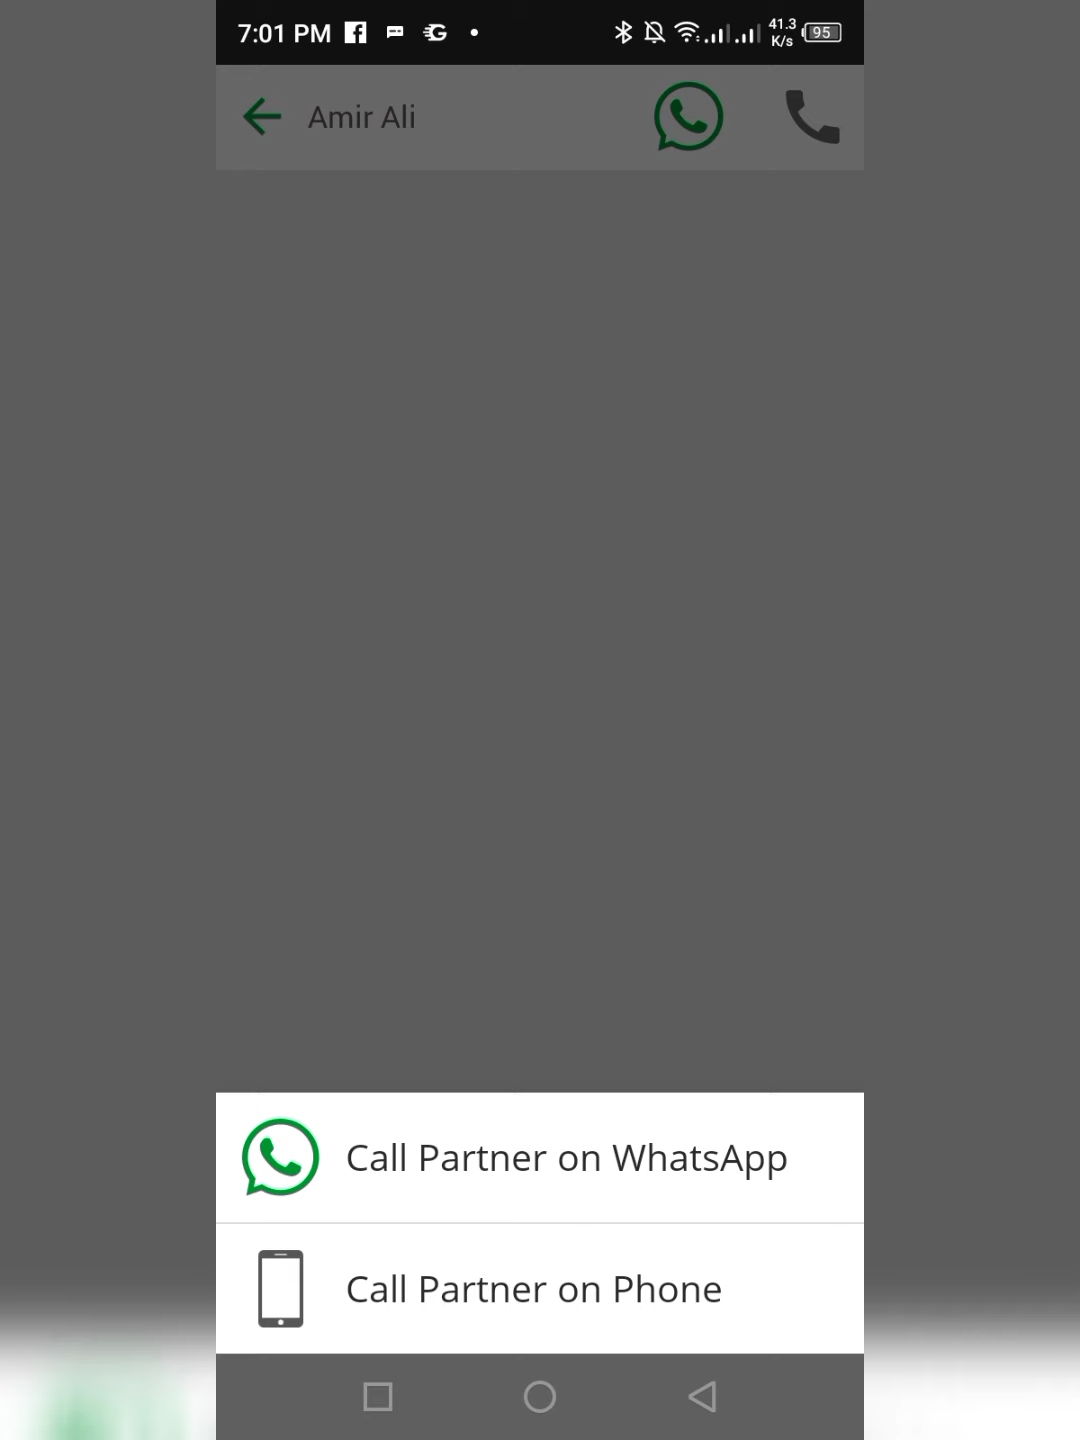 7:01 PM
41.3
K/s
95
Amir Ali
Call Partner on WhatsApp
Call Partner on Phone